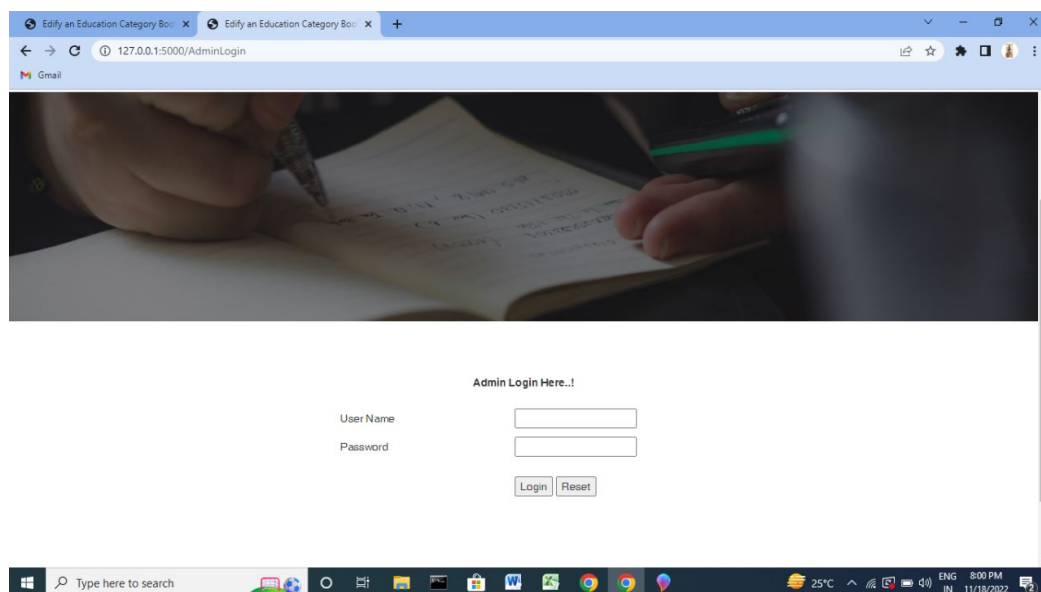 Edify an Education Category Boo
Edify an Education Category Boo
127.0.0.1:5000/AdminLogin
Gmail
Admin Login Here..!
User Name
Password
Login Reset
Type here to search
25°C
ENG
IN
8:00 PM
11/18/2022
2